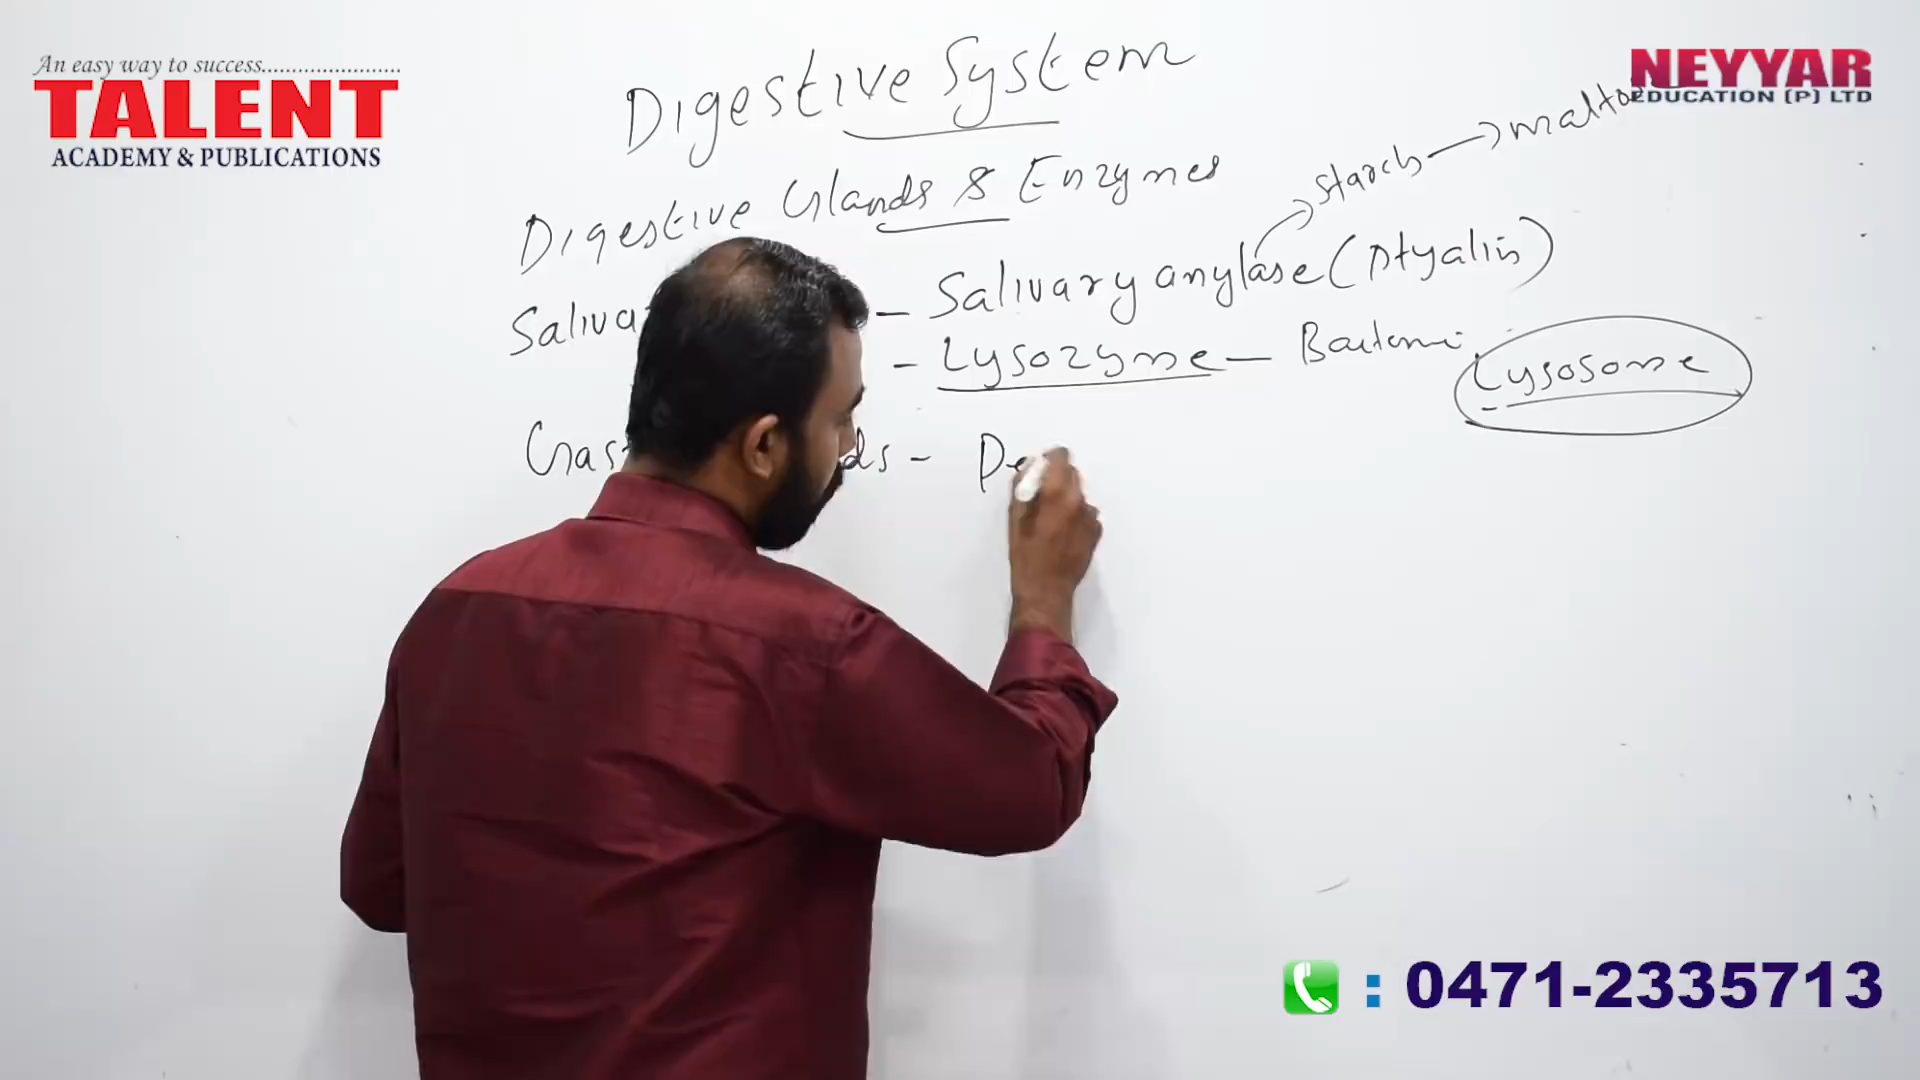 An easy way to success.......................
TALENT
ACADEMY & PUBLICATIONS
NEYYAR
EDUCATION (P) LTD
Digestive System
Digestive Glands & Enzymes
starch → malto
Saliva - Salivary amylase (Ptyalin)
- Lysozyme — Bacteria
Lysosome
Gas ds - Pe
: 0471-2335713